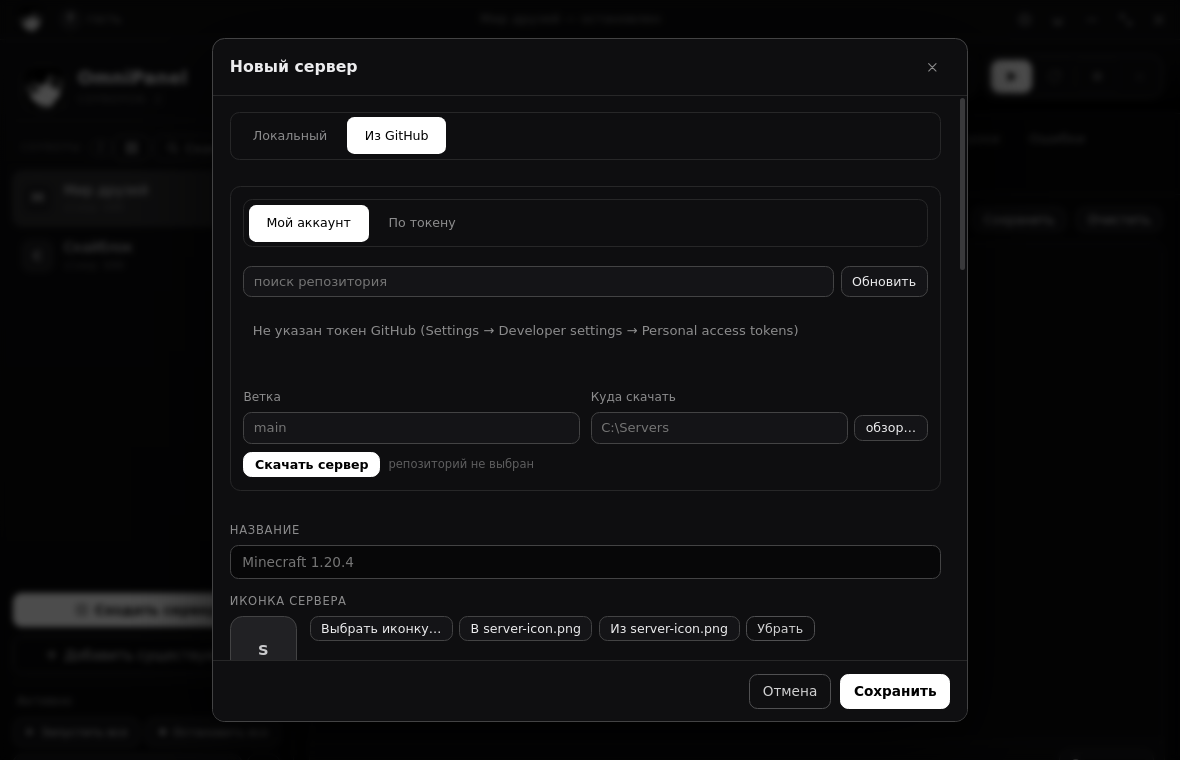 Новый сервер
Локальный Из GitHub
Мой аккаунт По токену
поиск репозитория Обновить
Не указан токен GitHub (Settings → Developer settings → Personal access tokens)
Ветка Куда скачать
main C:\Servers обзор...
Скачать сервер репозиторий не выбран
НАЗВАНИЕ
Minecraft 1.20.4
ИКОНКА СЕРВЕРА
S Выбрать иконку... В server-icon.png Из server-icon.png Убрать
Отмена Сохранить
OmniPanel